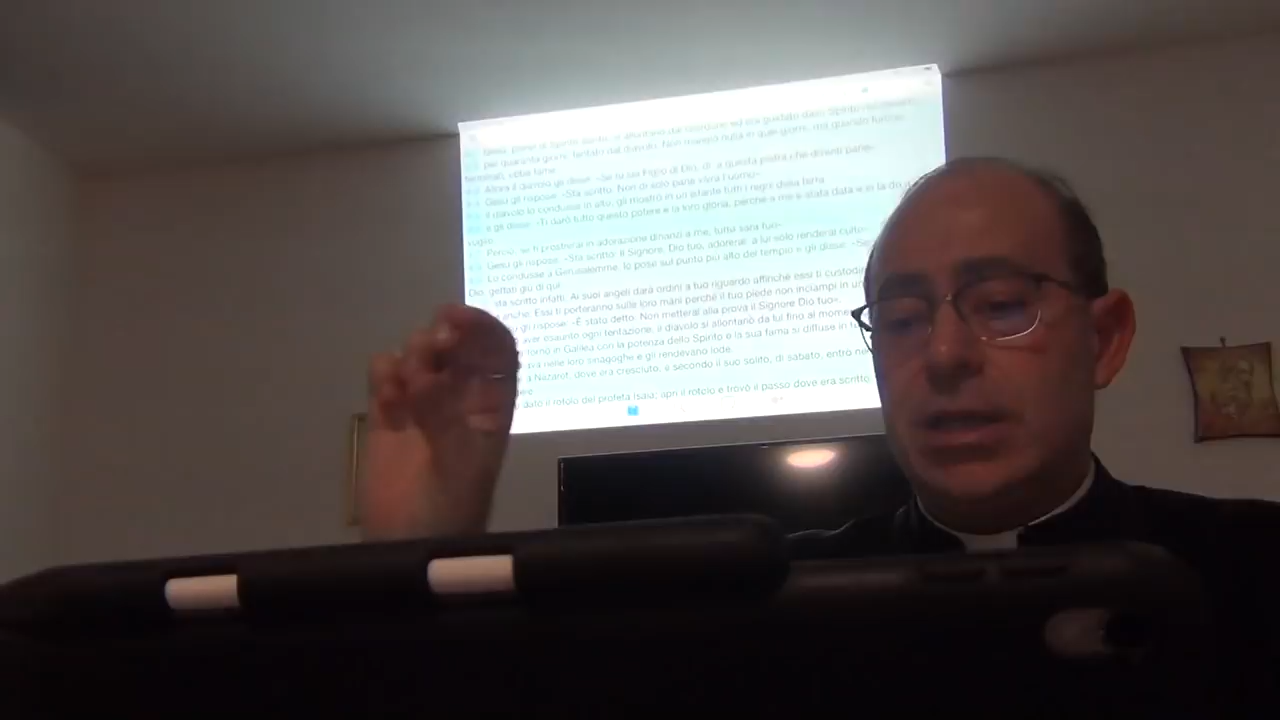 Gesù, pieno di Spirito Santo, si allontanò dal Giordano ed era guidato dallo Spirito
per quaranta giorni, tentato dal diavolo. Non mangiò nulla in quei giorni, ma quando furono
terminati, ebbe fame.
Allora il diavolo gli disse: «Se tu sei Figlio di Dio, di' a questa pietra che diventi pane».
Gesù gli rispose: «Sta scritto: Non di solo pane vivrà l'uomo».
Il diavolo lo condusse in alto, gli mostrò in un istante tutti i regni della terra
e gli disse: «Ti darò tutto questo potere e la loro gloria, perché a me è stata data e io la do a
voglio.
Perciò, se ti prostrerai in adorazione dinanzi a me, tutto sarà tuo».
Gesù gli rispose: «Sta scritto: Il Signore, Dio tuo, adorerai: a lui solo renderai culto».
Lo condusse a Gerusalemme, lo pose sul punto più alto del tempio e gli disse: «Se
Dio, gettati giù di qui;
sta scritto infatti: Ai suoi angeli darà ordini a tuo riguardo affinché essi ti custodi
anche: Essi ti porteranno sulle loro mani perché il tuo piede non inciampi in un
gli rispose: «È stato detto: Non metterai alla prova il Signore Dio tuo».
aver esaurito ogni tentazione, il diavolo si allontanò da lui fino al mome
tornò in Galilea con la potenza dello Spirito e la sua fama si diffuse in tu
nelle loro sinagoghe e gli rendevano lode.
a Nazaret, dove era cresciuto, e secondo il suo solito, di sabato, entrò ne
ere.
dato il rotolo del profeta Isaia; aprì il rotolo e trovò il passo dove era scritto